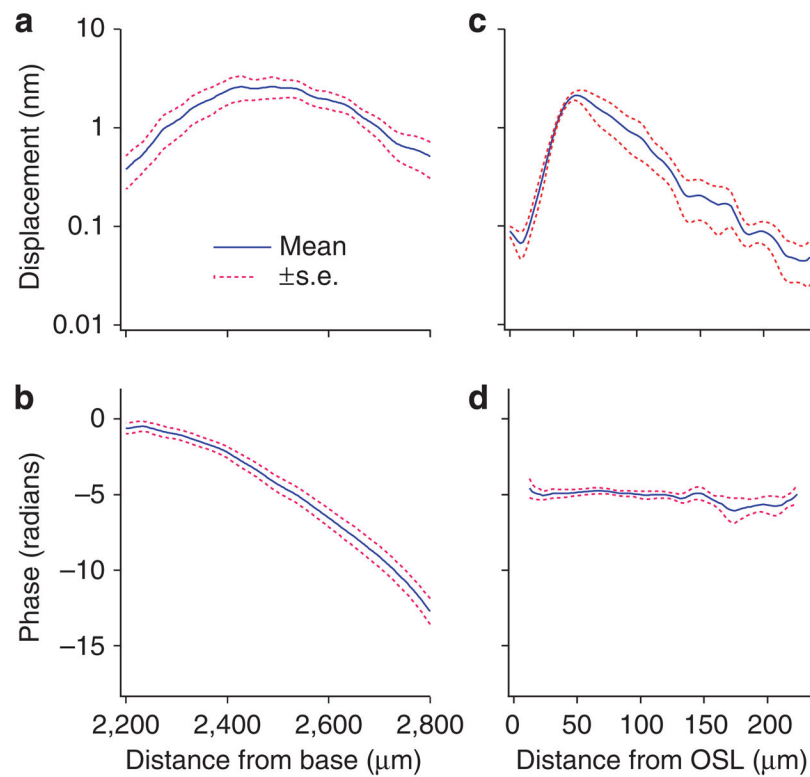 a
c
10
1
0.1
0.01
Displacement (nm)
Mean
±s.e.
b
d
0
−5
−10
−15
Phase (radians)
2,200 2,400 2,600 2,800
0 50 100 150 200
Distance from base (μm)
Distance from OSL (μm)